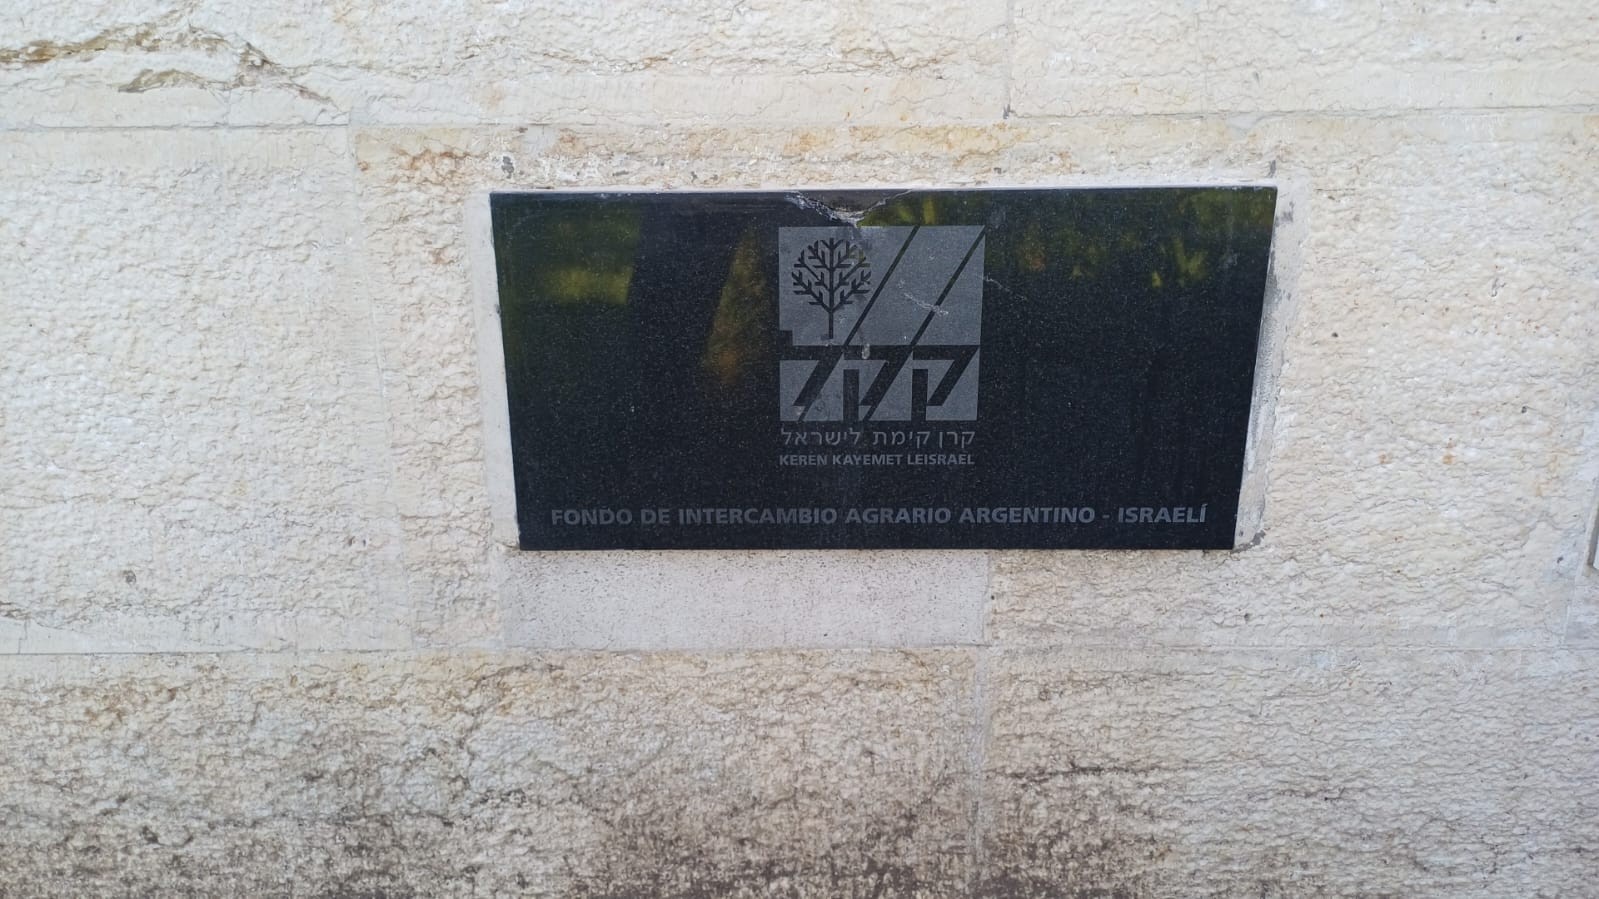 קקל
קרן קימת לישראל
KEREN KAYEMET LEISRAEL
FONDO DE INTERCAMBIO AGRARIO ARGENTINO - ISRAELÍ